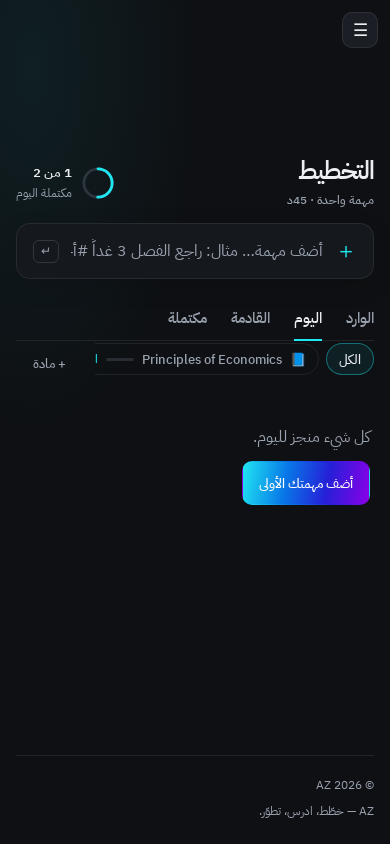 ☰
التخطيط
مهمة واحدة · 45د
1 من 2
مكتملة اليوم
+ أضف مهمة... مثال: راجع الفصل 3 غداً #أ ↵
الوارد اليوم القادمة مكتملة
الكل 📘 Principles of Economics + مادة
كل شيء منجز لليوم.
أضف مهمتك الأولى
© 2026 AZ
AZ — خطّط، ادرس، تطوّر.